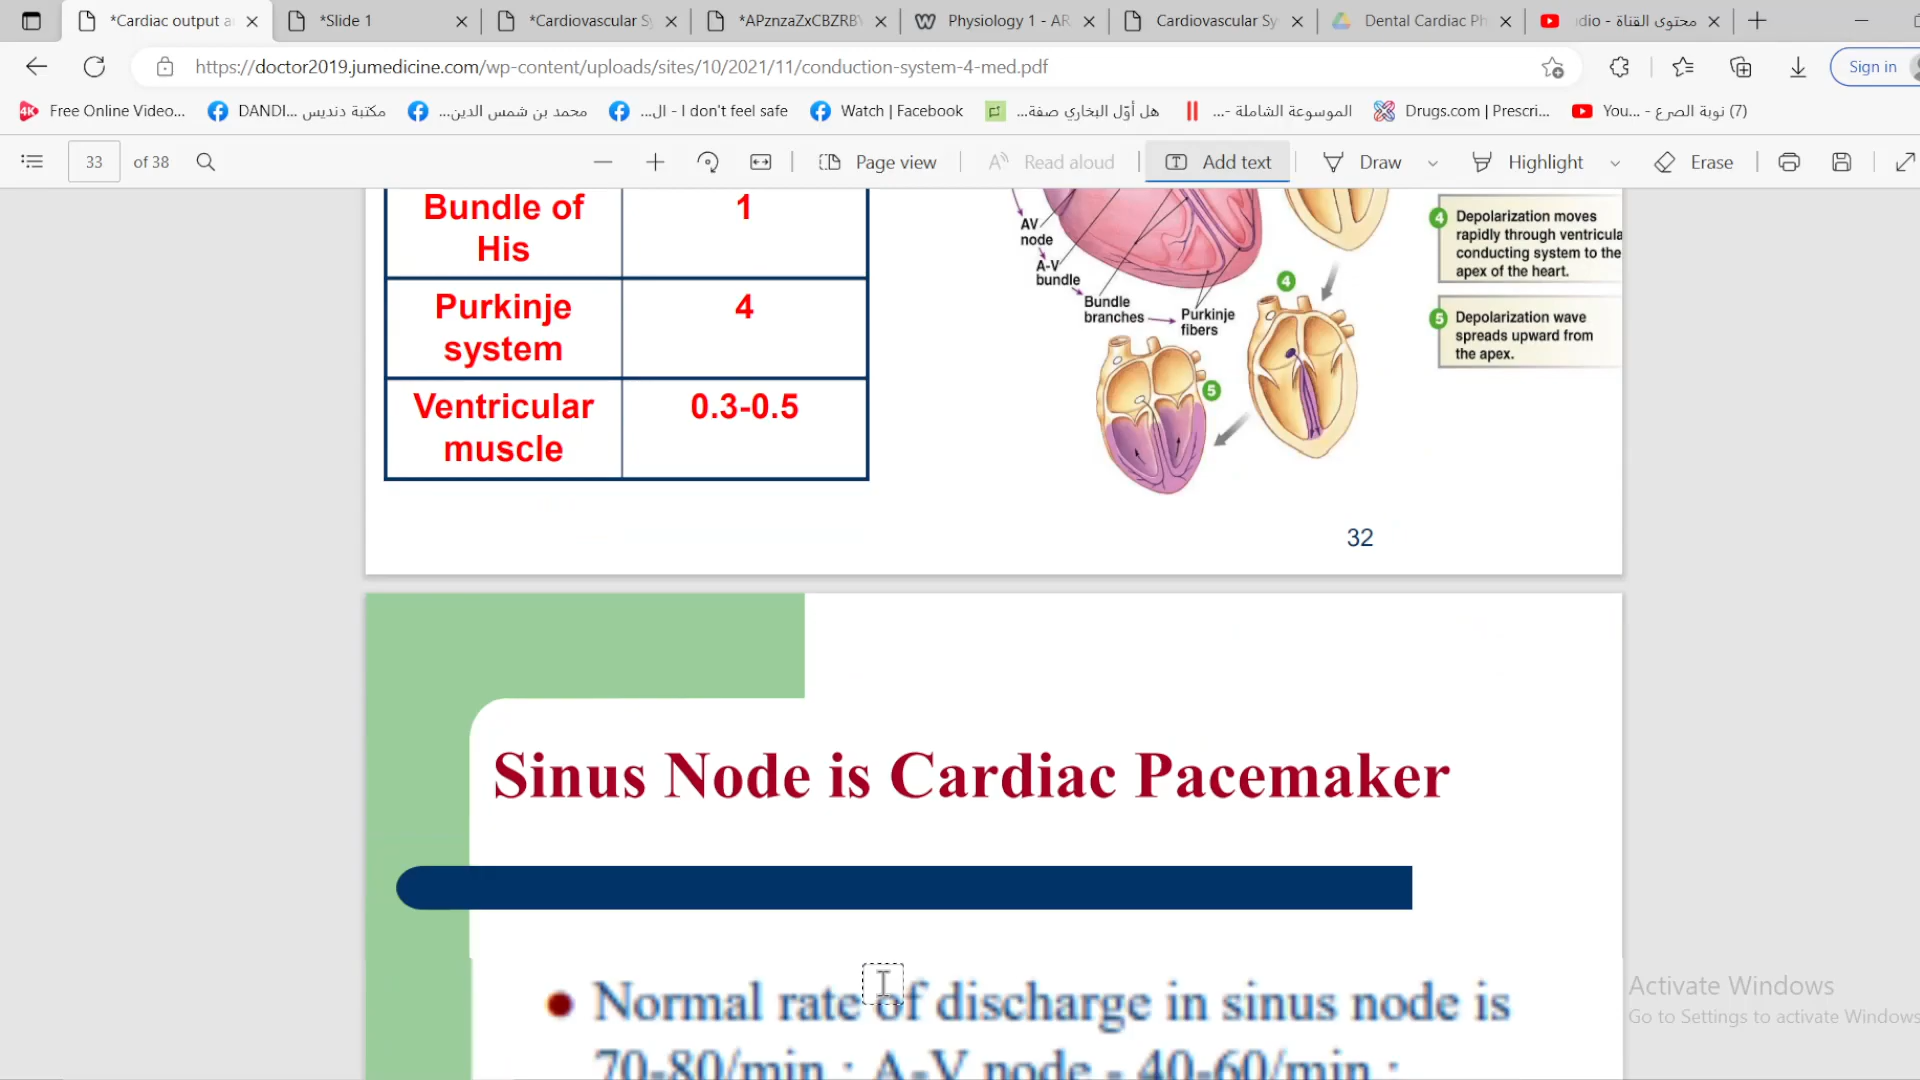 *Cardiac output a
*Slide 1
*Cardiovascular Sy
*APznzaZxCBZRBV
Physiology 1 - AR
Cardiovascular Sy
Dental Cardiac Ph
محتوى القناة - dio
https://doctor2019.jumedicine.com/wp-content/uploads/sites/10/2021/11/conduction-system-4-med.pdf
Sign in
Free Online Video...
DANDI... مكتبة دنديس
محمد بن شمس الدين...
ال... - I don't feel safe
Watch | Facebook
هل أوّل البخاري صفة...
الموسوعة الشاملة -...
Drugs.com | Prescri...
(7) نوبة الصرع - You...
33 of 38
Page view
Read aloud
Add text
Draw
Highlight
Erase
Bundle of
His
1
Purkinje
system
4
Ventricular
muscle
0.3-0.5
AV
node
A-V
bundle
Bundle
branches
Purkinje
fibers
4
5
4 Depolarization moves
rapidly through ventricula
conducting system to the
apex of the heart.
5 Depolarization wave
spreads upward from
the apex.
32
Sinus Node is Cardiac Pacemaker
Normal rate of discharge in sinus node is
70-80/min.; A-V node - 40-60/min.;
Activate Windows
Go to Settings to activate Windows